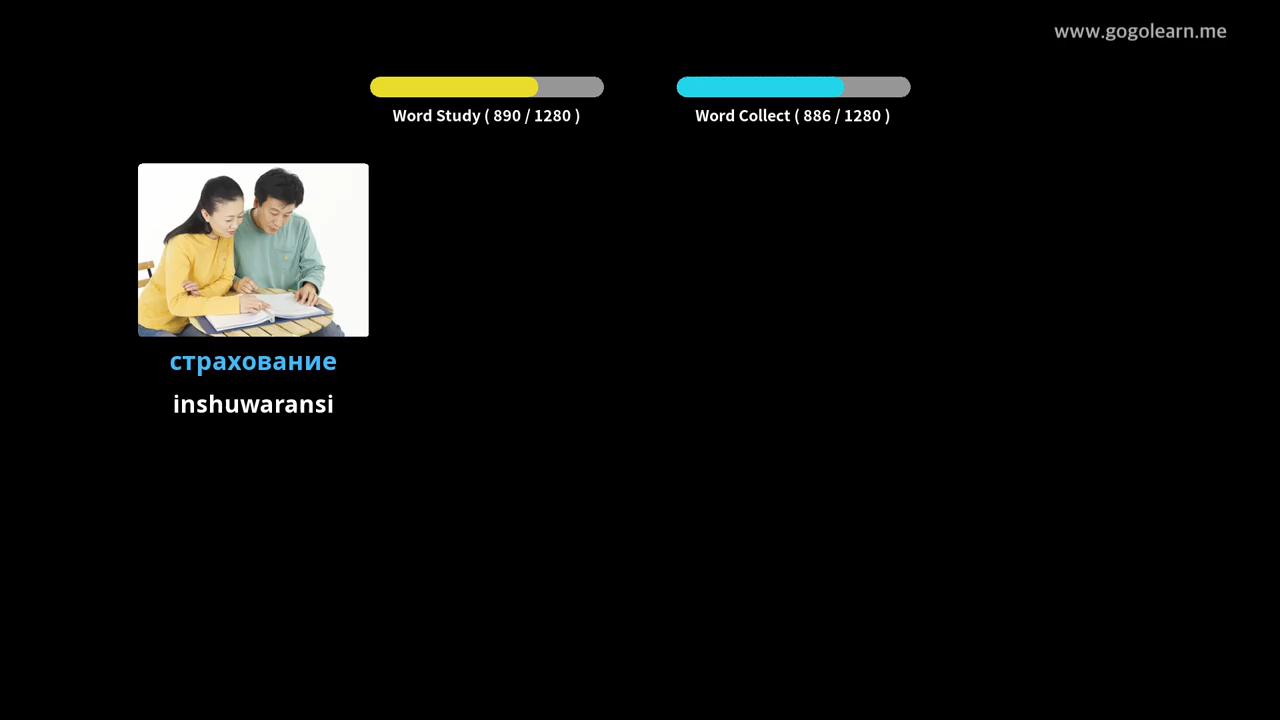 www.gogolearn.me
Word Study ( 890 / 1280 )
Word Collect ( 886 / 1280 )
страхование
inshuwaransi